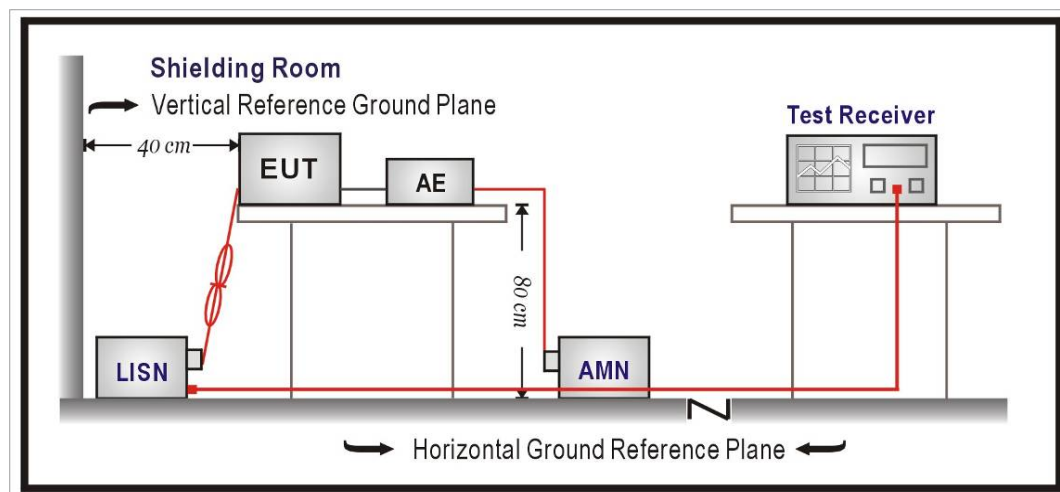 Shielding Room
Vertical Reference Ground Plane
40 cm
EUT
AE
Test Receiver
80 cm
LISN
AMN
Horizontal Ground Reference Plane